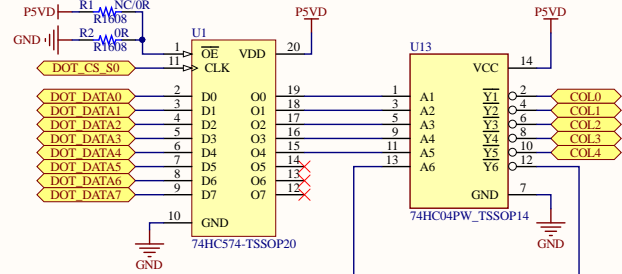 P5VD R1 NC/0R P5VD P5VD
R1608 U1
GND R2 0R U13
R1608
1 OE VDD 20
DOT_CS_S0 11 CLK VCC 14
DOT_DATA0 2 D0 O0 19 1 A1 Y1 2 COL0
DOT_DATA1 3 D1 O1 18 3 A2 Y2 4 COL1
DOT_DATA2 4 D2 O2 17 5 A3 Y3 6 COL2
DOT_DATA3 5 D3 O3 16 9 A4 Y4 8 COL3
DOT_DATA4 6 D4 O4 15 11 A5 Y5 10 COL4
DOT_DATA5 7 D5 O5 14 13 A6 Y6 12
DOT_DATA6 8 D6 O6 13
DOT_DATA7 9 D7 O7 12 GND 7
10 GND 74HC04PW_TSSOP14
74HC574-TSSOP20 GND
GND